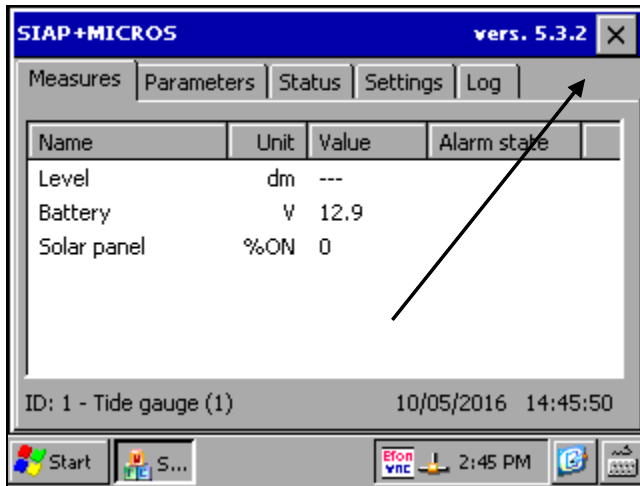 SIAP+MICROS vers. 5.3.2
Measures Parameters Status Settings Log
Name Unit Value Alarm state
Level dm ---
Battery V 12.9
Solar panel %ON 0
ID: 1 - Tide gauge (1) 10/05/2016 14:45:50
Start S... Efon VNC 2:45 PM